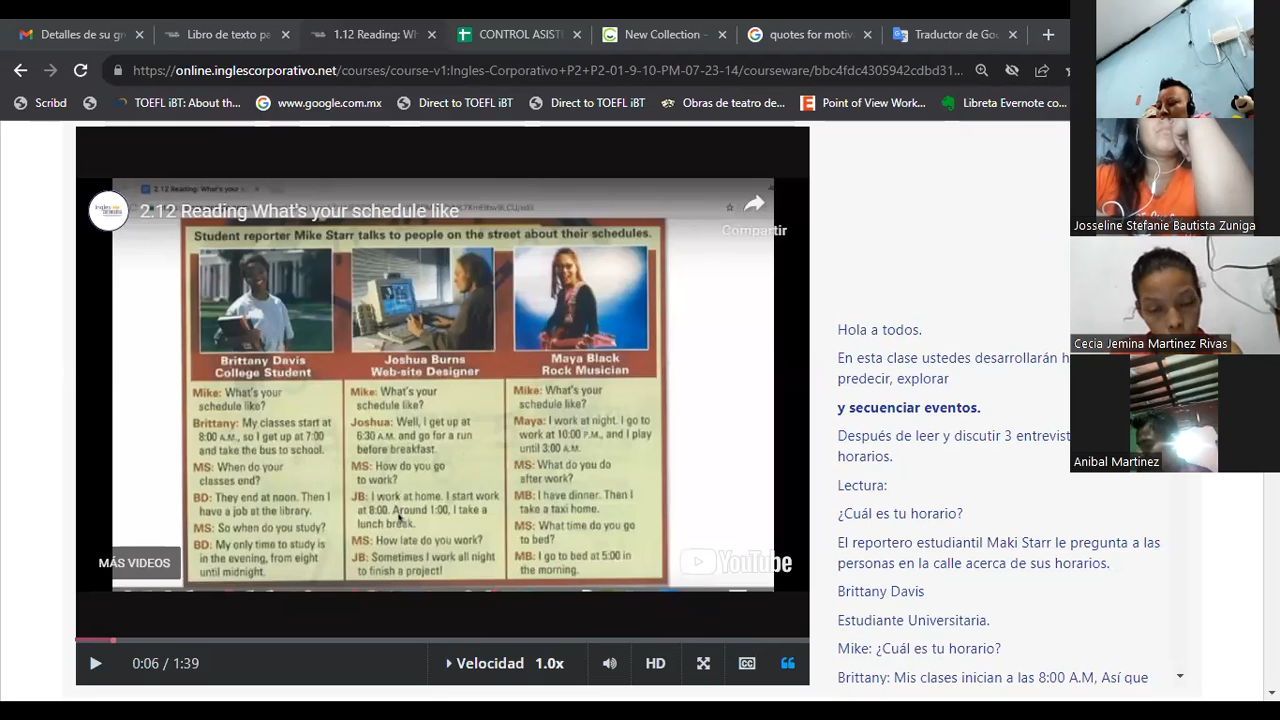 Detalles de su gn
Libro de texto pa
1.12 Reading: Wh
CONTROL ASIST
New Collection -
quotes for motiv
Traductor de Goo
https://online.inglescorporativo.net/courses/course-v1:Ingles-Corporativo+P2+P2-01-9-10-PM-07-23-14/courseware/bbc4fdc4305942cdbd31...
Scribd
TOEFL iBT: About th...
www.google.com.mx
Direct to TOEFL iBT
Direct to TOEFL iBT
Obras de teatro de...
Point of View Work...
Libreta Evernote co...
2.12 Reading: What's your s
2.12 Reading What's your schedule like
Compartir
Student reporter Mike Starr talks to people on the street about their schedules.
Brittany Davis
College Student
Mike: What's your
schedule like?
Brittany: My classes start at
8:00 A.M., so I get up at 7:00
and take the bus to school.
MS: When do your
classes end?
BD: They end at noon. Then I
have a job at the library.
MS: So when do you study?
BD: My only time to study is
in the evening, from eight
until midnight.
Joshua Burns
Web-site Designer
Mike: What's your
schedule like?
Joshua: Well, I get up at
6:30 A.M. and go for a run
before breakfast.
MS: How do you go
to work?
JB: I work at home. I start work
at 8:00. Around 1:00, I take a
lunch break.
MS: How late do you work?
JB: Sometimes I work all night
to finish a project!
Maya Black
Rock Musician
Mike: What's your
schedule like?
Maya: I work at night. I go to
work at 10:00 P.M., and I play
until 3:00 A.M.
MS: What do you do
after work?
MB: I have dinner. Then I
take a taxi home.
MS: What time do you go
to bed?
MB: I go to bed at 5:00 in
the morning.
MÁS VIDEOS
YouTube
0:06 / 1:39
Velocidad 1.0x
HD
Hola a todos.
En esta clase ustedes desarrollarán h
predecir, explorar
y secuenciar eventos.
Después de leer y discutir 3 entrevist
horarios.
Lectura:
¿Cuál es tu horario?
El reportero estudiantil Maki Starr le pregunta a las
personas en la calle acerca de sus horarios.
Brittany Davis
Estudiante Universitaria.
Mike: ¿Cuál es tu horario?
Brittany: Mis clases inician a las 8:00 A.M, Así que
Josseline Stefanie Bautista Zuniga
Cecia Jemina Martinez Rivas
Anibal Martinez